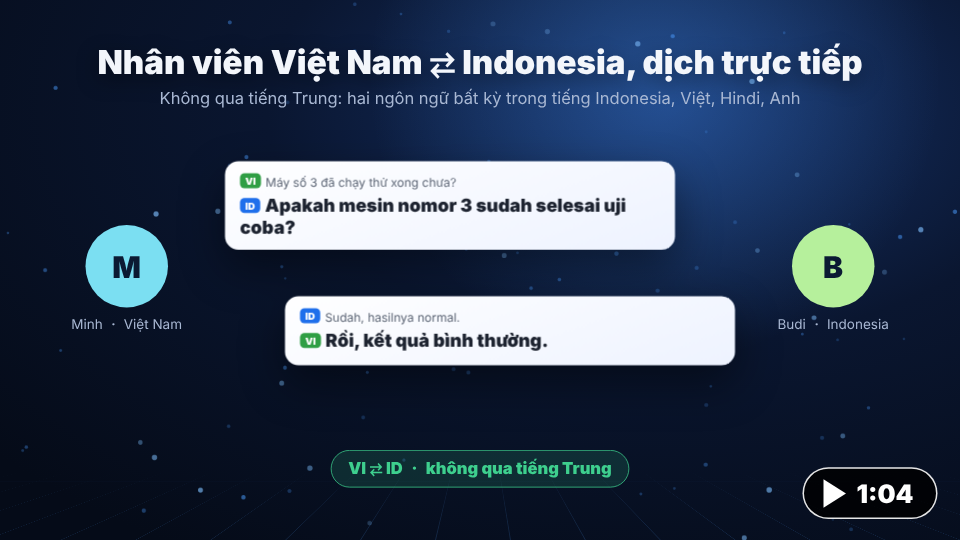 Nhân viên Việt Nam ⇄ Indonesia, dịch trực tiếp
Không qua tiếng Trung: hai ngôn ngữ bất kỳ trong tiếng Indonesia, Việt, Hindi, Anh
VI Máy số 3 đã chạy thử xong chưa?
ID Apakah mesin nomor 3 sudah selesai uji
coba?
M
Minh · Việt Nam
B
Budi · Indonesia
ID Sudah, hasilnya normal.
VI Rồi, kết quả bình thường.
VI ⇄ ID · không qua tiếng Trung
1:04